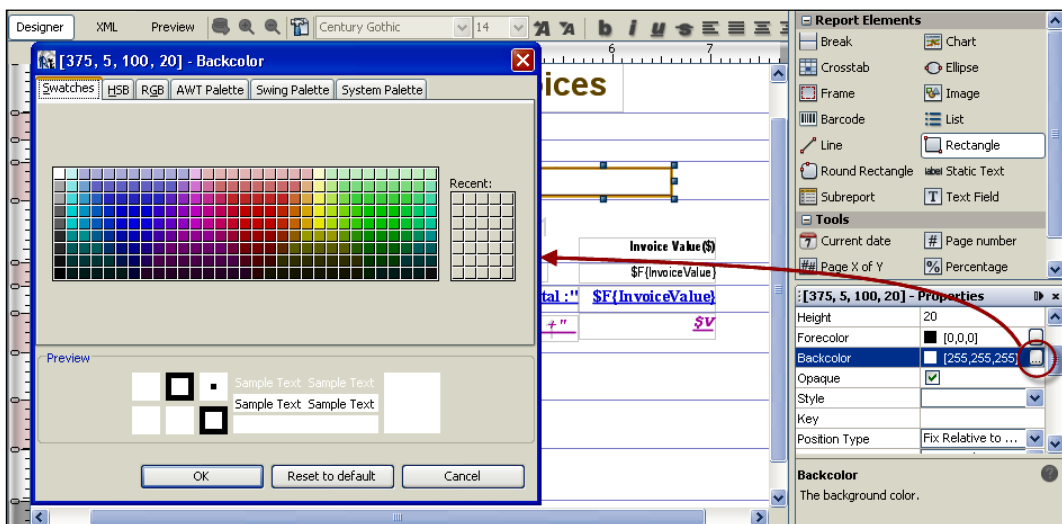 Designer XML Preview Century Gothic 14 A A b i u s
[375, 5, 100, 20] - Backcolor
Swatches HSB RGB AWT Palette Swing Palette System Palette
Recent:
Preview
Sample Text Sample Text
Sample Text Sample Text
OK Reset to default Cancel
6 7
ices
Invoice Value($)
$F{InvoiceValue}
tal :" $F{InvoiceValue}
+" $V
Report Elements
Break Chart
Crosstab Ellipse
Frame Image
Barcode List
Line Rectangle
Round Rectangle label Static Text
Subreport T Text Field
Tools
7 Current date # Page number
## Page X of Y % Percentage
[375, 5, 100, 20] - Properties
Height 20
Forecolor [0,0,0]
Backcolor [255,255,255] ...
Opaque
Style
Key
Position Type Fix Relative to ...
Backcolor
The background color.